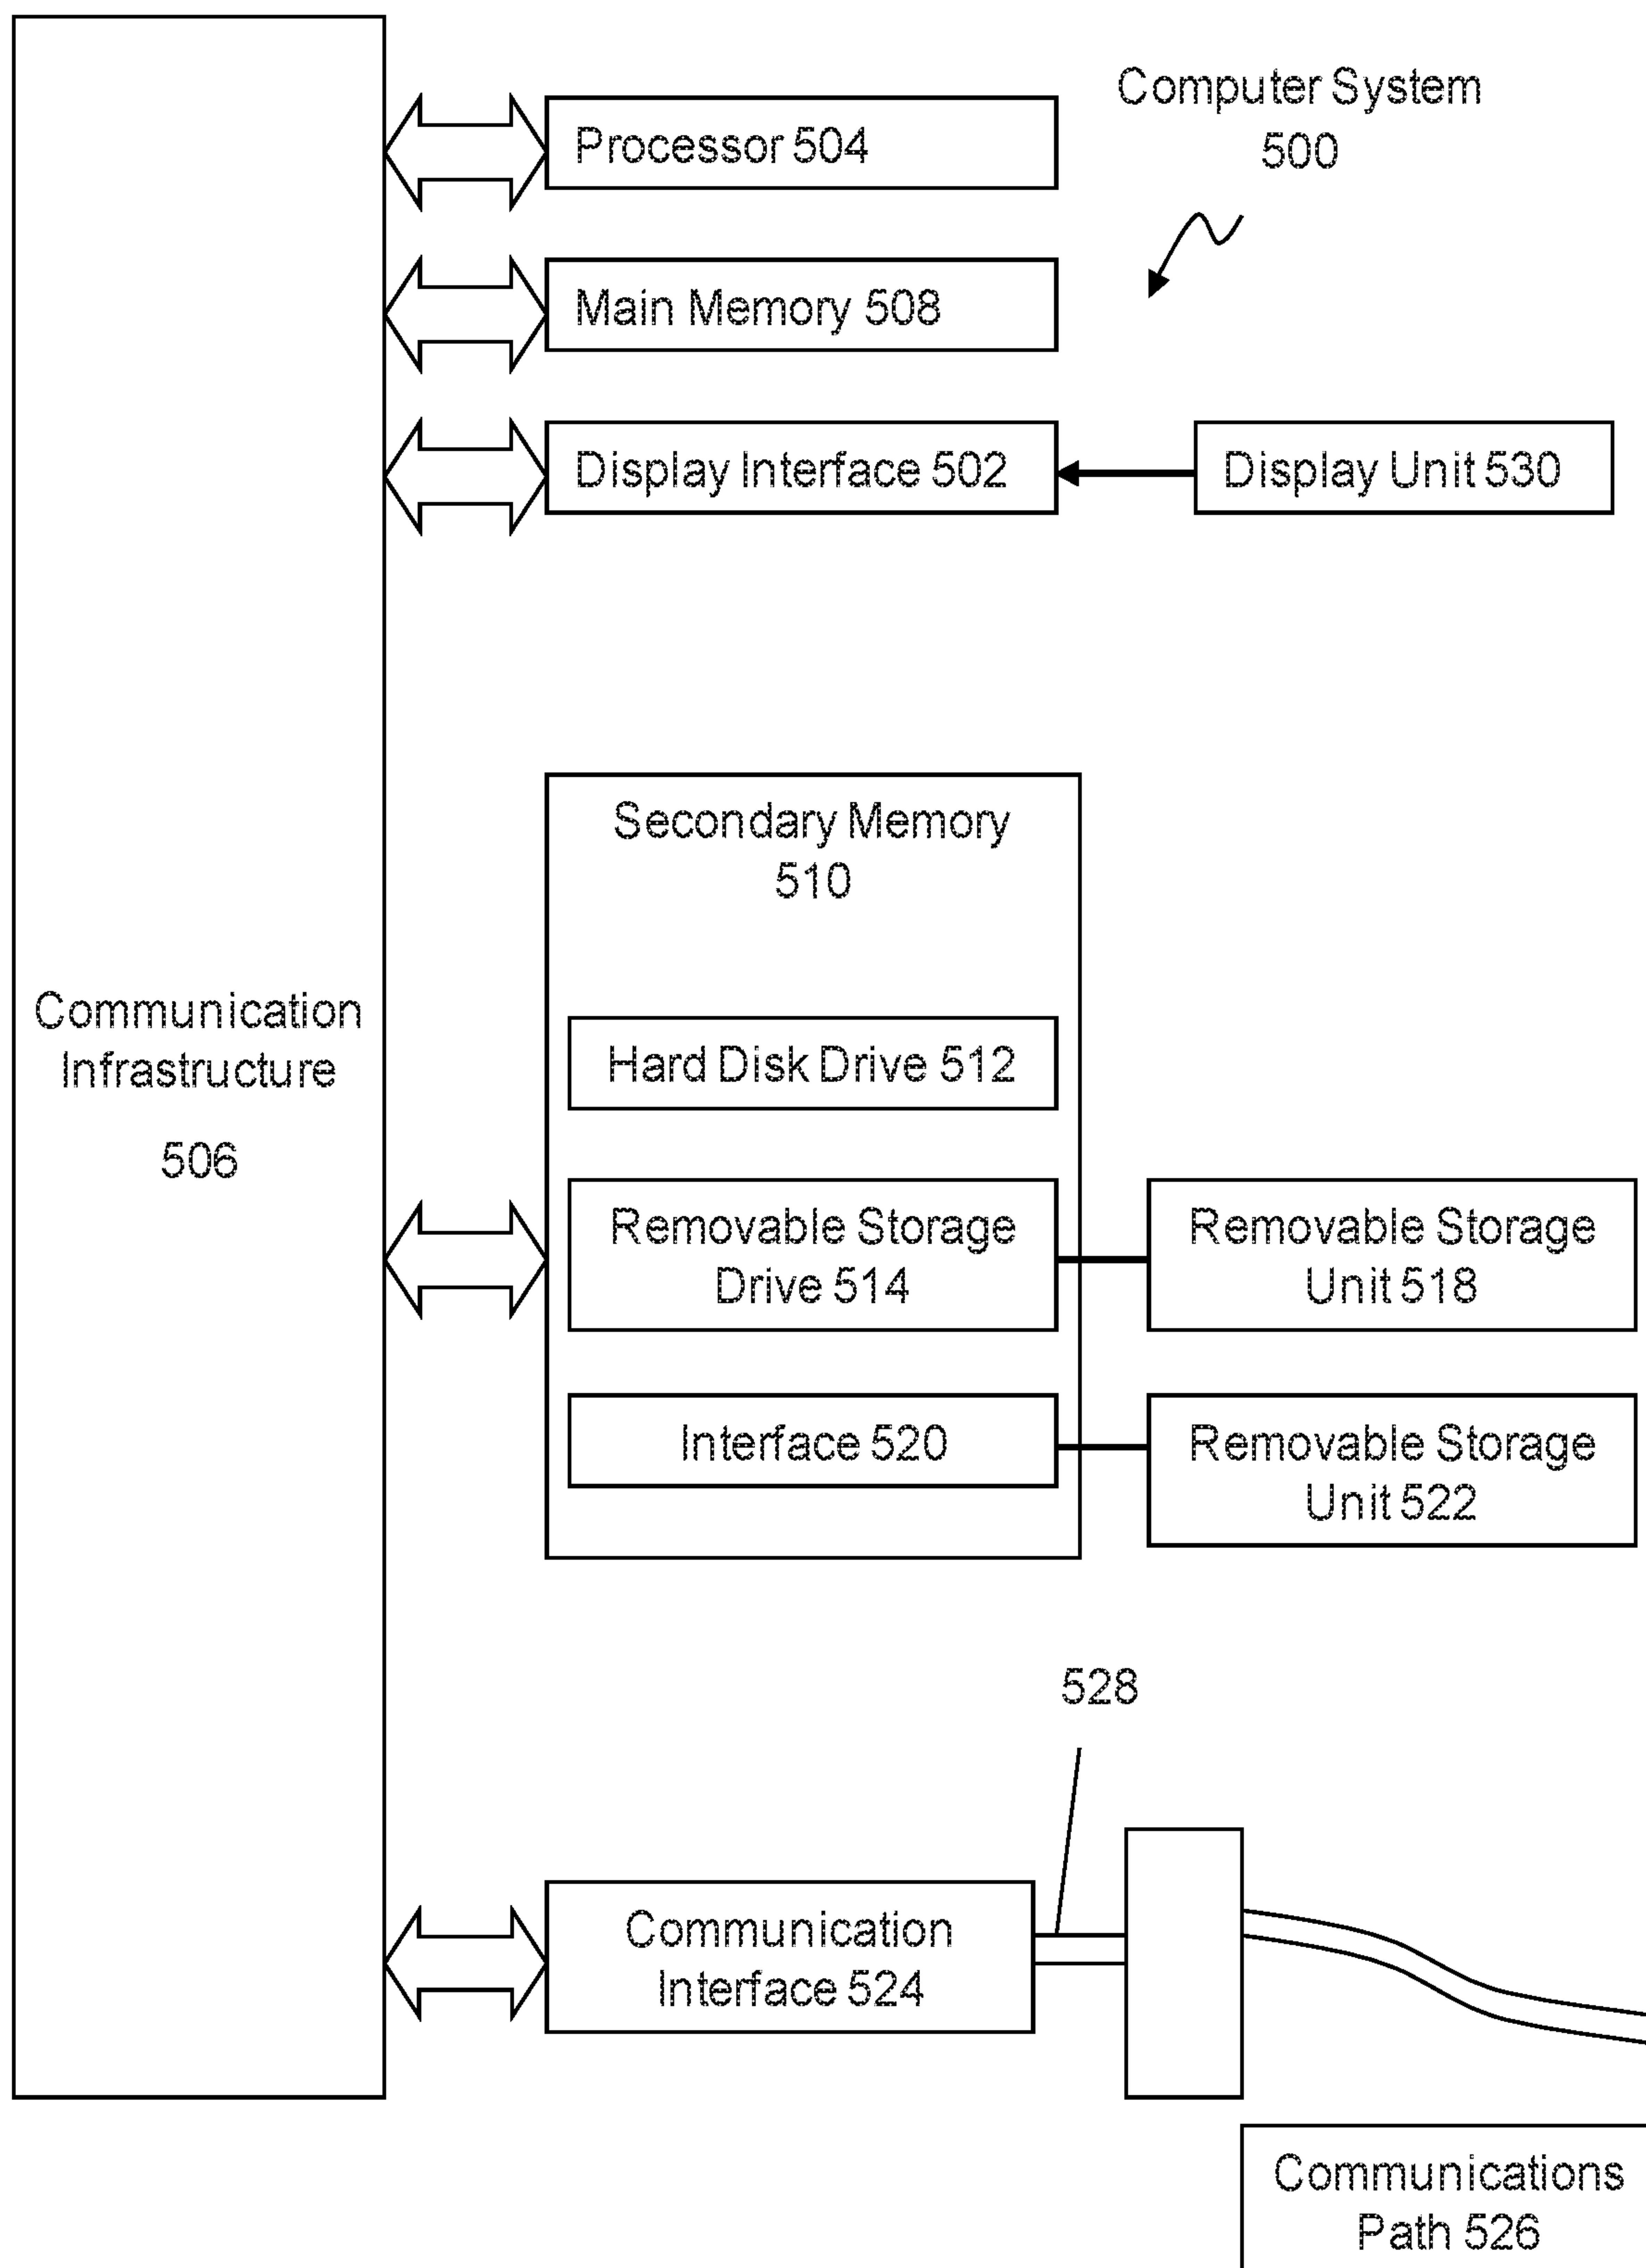 Computer System
500
Processor 504
Main Memory 508
Display Interface 502
Display Unit 530
Secondary Memory
510
Communication
Infrastructure
506
Hard Disk Drive 512
Removable Storage
Drive 514
Removable Storage
Unit 518
Interface 520
Removable Storage
Unit 522
528
Communication
Interface 524
Communications
Path 526